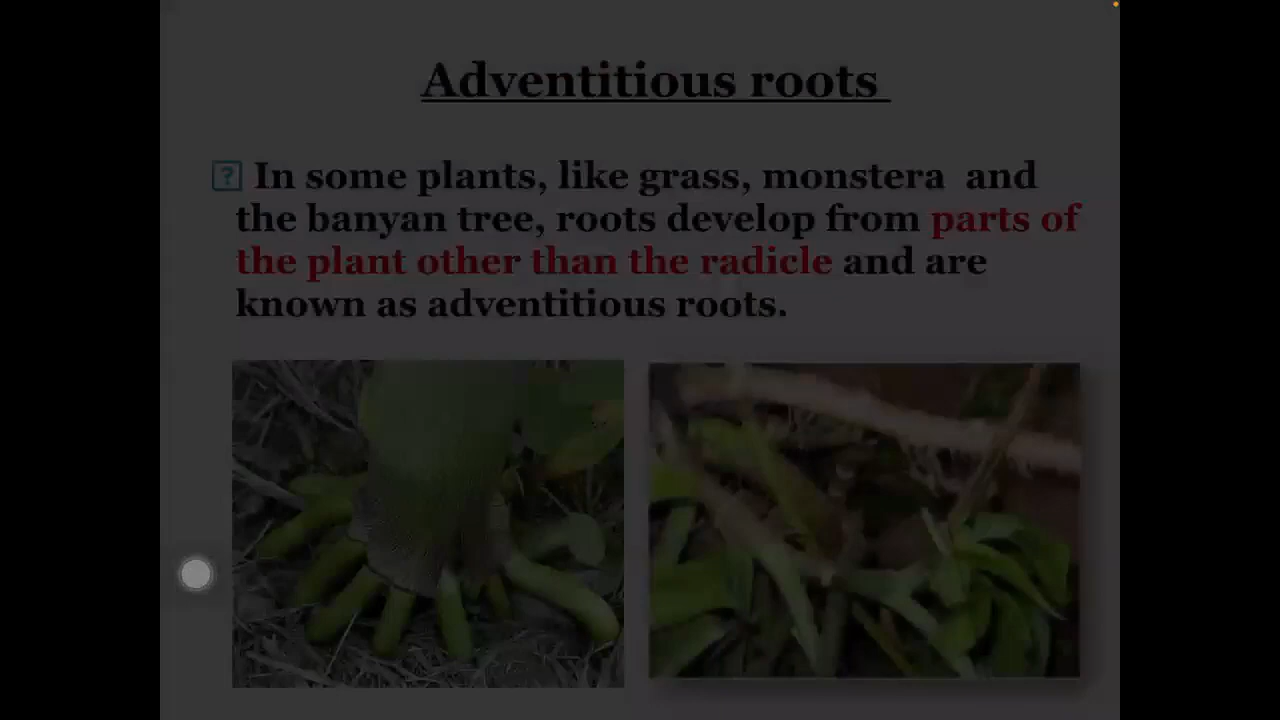 Adventitious roots
In some plants, like grass, monstera and
the banyan tree, roots develop from parts of
the plant other than the radicle and are
known as adventitious roots.